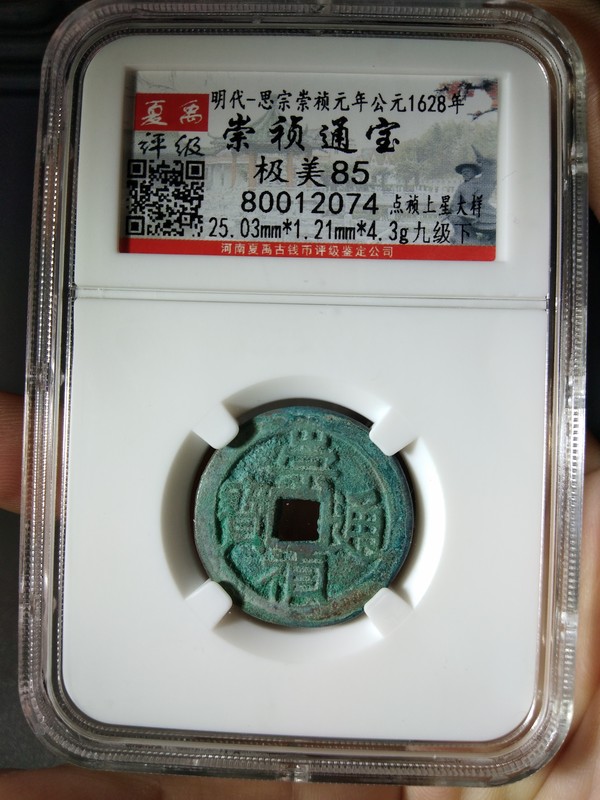 夏禹
评级
明代-思宗崇祯元年公元1628年
崇祯通宝
极美85
80012074 点祯上星大样
25.03mm*1.21mm*4.3g九级下
河南夏禹古钱币评级鉴定公司
崇祯通寶